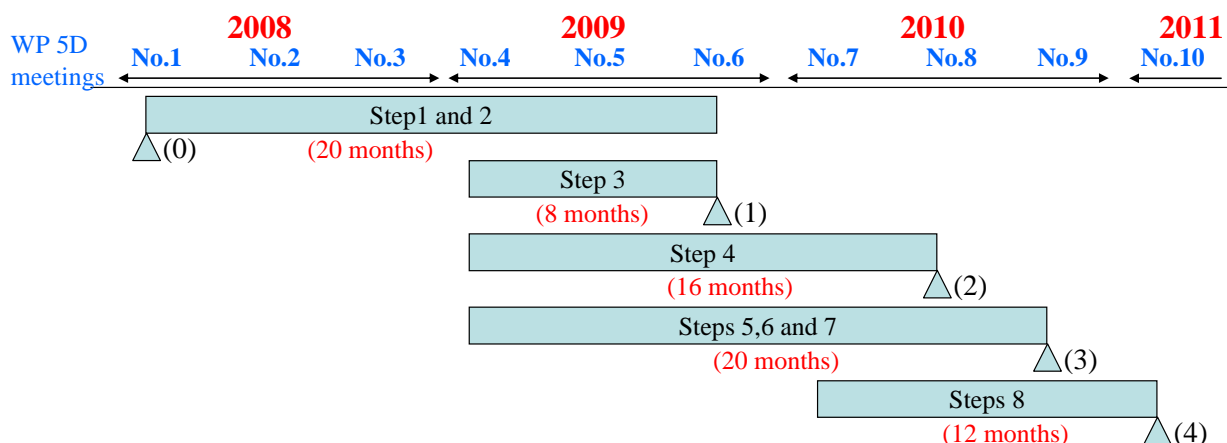 2008 2009 2010 2011
WP 5D
meetings
No.1 No.2 No.3 No.4 No.5 No.6 No.7 No.8 No.9 No.10
Step1 and 2
(0) (20 months)
Step 3
(8 months) (1)
Step 4
(16 months) (2)
Steps 5,6 and 7
(20 months) (3)
Steps 8
(12 months) (4)